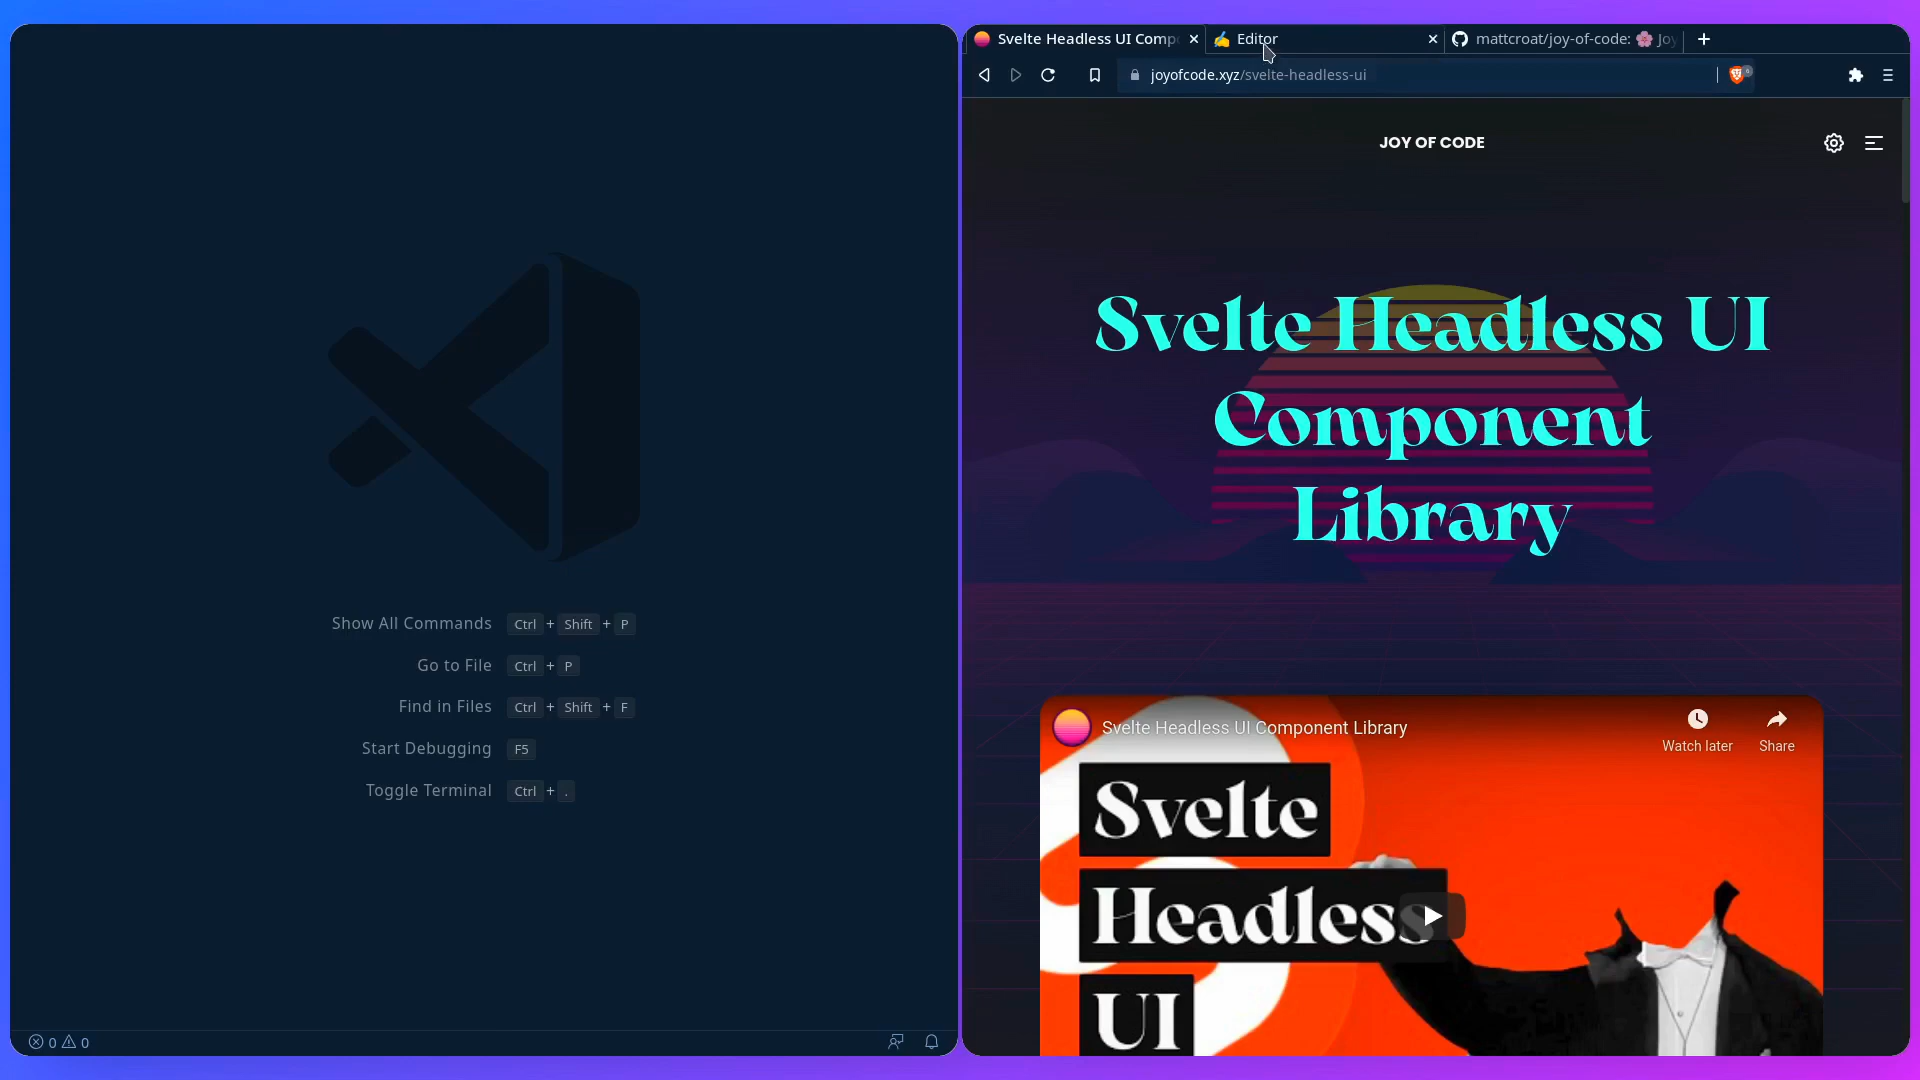 Svelte Headless UI Comp
Editor
mattcroat/joy-of-code: 🌸 Joy
joyofcode.xyz/svelte-headless-ui
6
JOY OF CODE
Svelte Headless UI
Component
Library
Show All Commands Ctrl + Shift + P
Go to File Ctrl + P
Find in Files Ctrl + Shift + F
Start Debugging F5
Toggle Terminal Ctrl + .
Svelte Headless UI Component Library
Watch later
Share
Svelte
Headless
UI
0 0